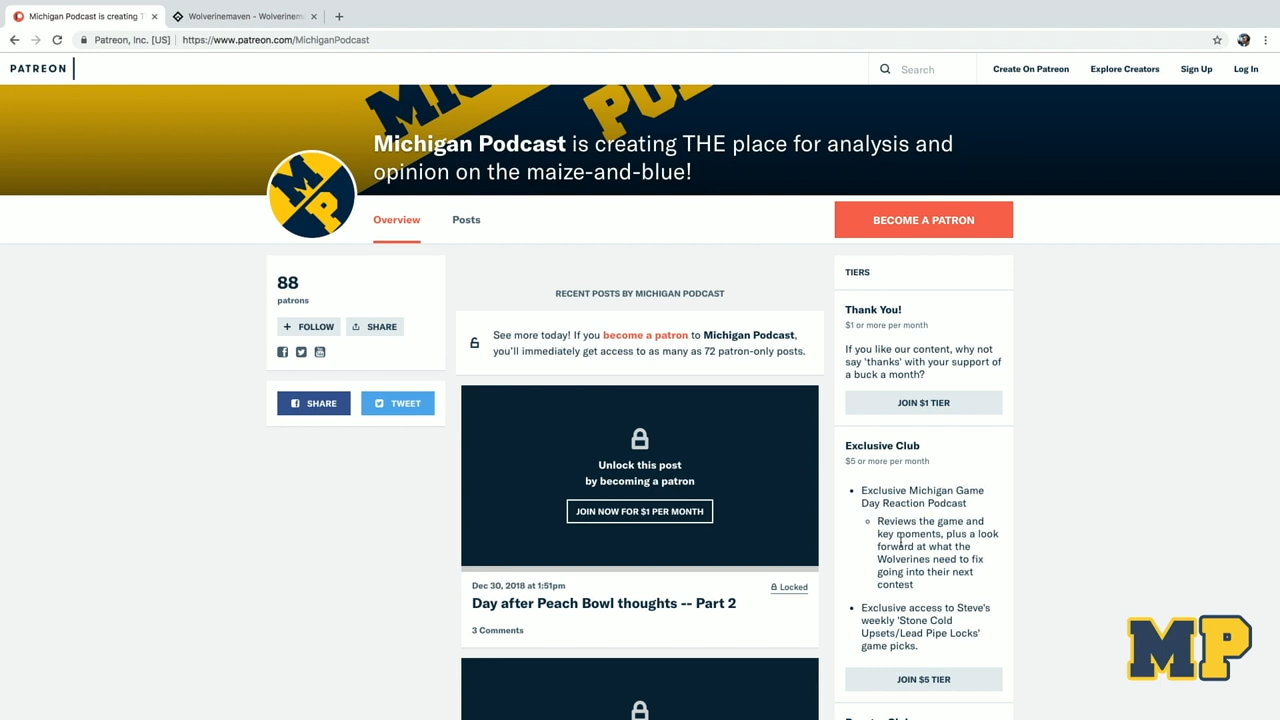 Michigan Podcast is creating T
Wolverinemaven - Wolverinem
Patreon, Inc. [US]
https://www.patreon.com/MichiganPodcast
PATREON
Search
Create On Patreon
Explore Creators
Sign Up
Log In
Michigan Podcast is creating THE place for analysis and
opinion on the maize-and-blue!
MP
Overview
Posts
BECOME A PATRON
88
patrons
+ FOLLOW
SHARE
SHARE
TWEET
RECENT POSTS BY MICHIGAN PODCAST
See more today! If you become a patron to Michigan Podcast,
you'll immediately get access to as many as 72 patron-only posts.
Unlock this post
by becoming a patron
JOIN NOW FOR $1 PER MONTH
Dec 30, 2018 at 1:51pm
Locked
Day after Peach Bowl thoughts -- Part 2
3 Comments
TIERS
Thank You!
$1 or more per month
If you like our content, why not
say 'thanks' with your support of
a buck a month?
JOIN $1 TIER
Exclusive Club
$5 or more per month
Exclusive Michigan Game
Day Reaction Podcast
Reviews the game and
key moments, plus a look
forward at what the
Wolverines need to fix
going into their next
contest
Exclusive access to Steve's
weekly 'Stone Cold
Upsets/Lead Pipe Locks'
game picks.
JOIN $5 TIER
MP